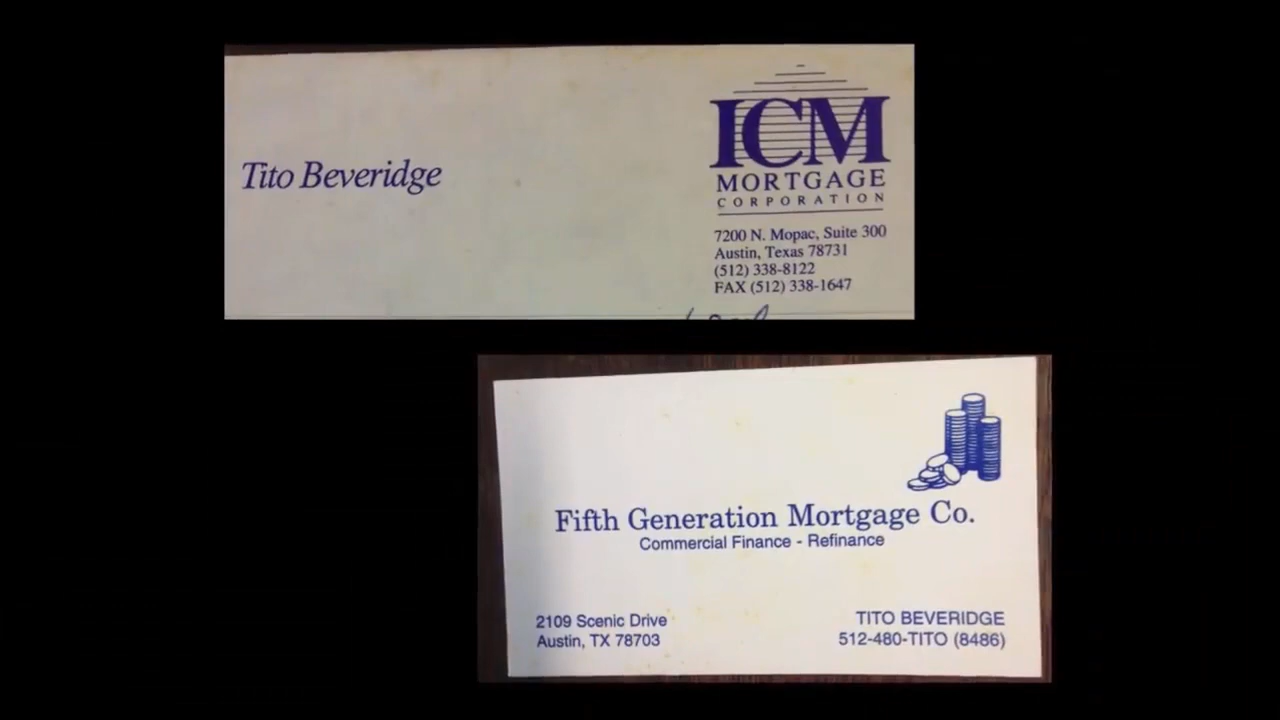 Tito Beveridge
ICM
MORTGAGE
CORPORATION
7200 N. Mopac, Suite 300
Austin, Texas 78731
(512) 338-8122
FAX (512) 338-1647
Fifth Generation Mortgage Co.
Commercial Finance - Refinance
2109 Scenic Drive
Austin, TX 78703
TITO BEVERIDGE
512-480-TITO (8486)